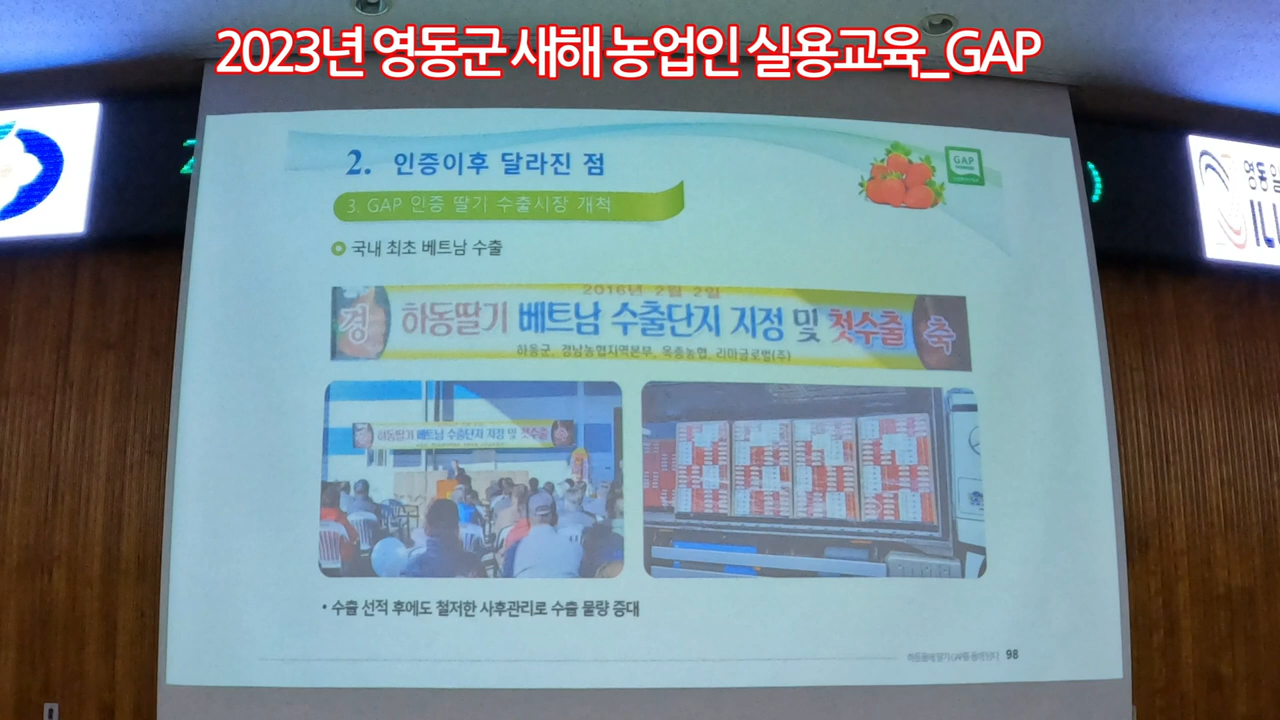 2023년 영동군 새해 농업인 실용교육_GAP
2. 인증이후 달라진 점
GAP
3. GAP 인증 딸기 수출시장 개척
국내 최초 베트남 수출
2016년 2월 2일
경 하동딸기 베트남 수출단지 지정 및 첫수출 축
하동군, 경남농협지역본부, 옥종농협, 리마글로벌(주)
하동딸기 베트남 수출단지 지정 및 첫수출
• 수출 선적 후에도 철저한 사후관리로 수출 물량 증대
98
영동